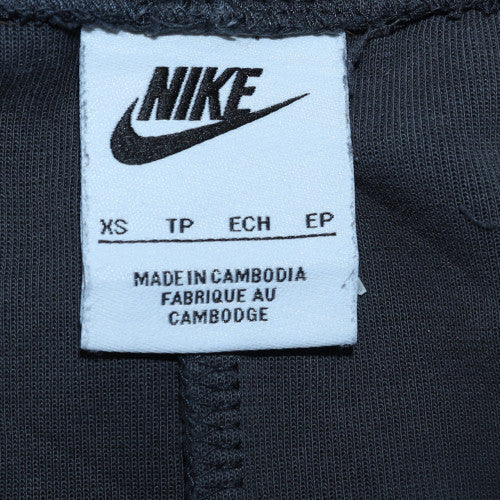 NIKE
XS TP ECH EP
MADE IN CAMBODIA
FABRIQUE AU
CAMBODGE